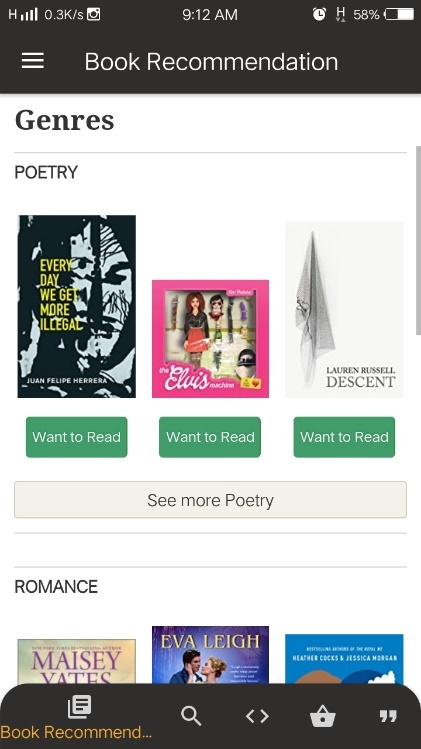 H 0.3K/s 9:12 AM H 58%
Book Recommendation
Genres
POETRY
EVERY
DAY
WE GET
MORE
ILLEGAL
JUAN FELIPE HERRERA
the Elvis machine
LAUREN RUSSELL
DESCENT
Want to Read Want to Read Want to Read
See more Poetry
ROMANCE
MAISEY
YATES
EVA LEIGH
BESTSELLING AUTHORS OF THE ROYAL WE
HEATHER COCKS & JESSICA MORGAN
Book Recommend...